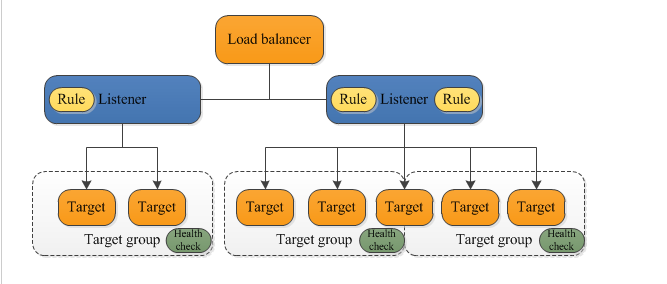 Load balancer
Rule Listener
Rule Listener Rule
Target Target Target Target Target Target Target
Target group Health check
Target group Health check
Target group Health check